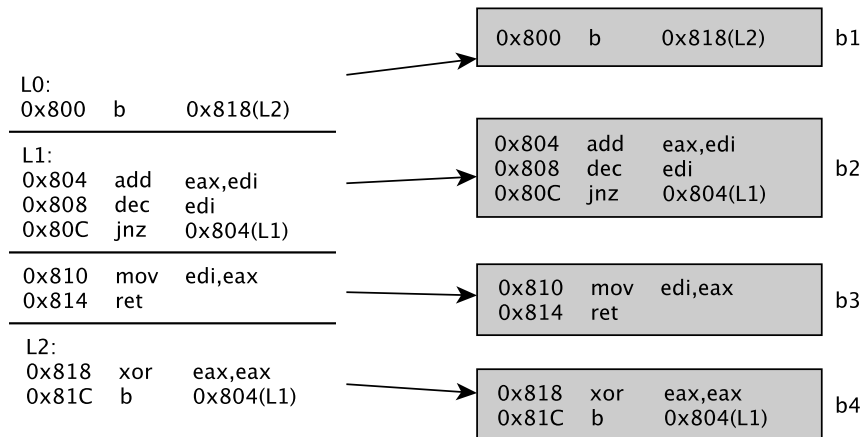 L0:
0x800 b 0x818(L2)
L1:
0x804 add eax,edi
0x808 dec edi
0x80C jnz 0x804(L1)
0x810 mov edi,eax
0x814 ret
L2:
0x818 xor eax,eax
0x81C b 0x804(L1)
0x800 b 0x818(L2)
b1
0x804 add eax,edi
0x808 dec edi
0x80C jnz 0x804(L1)
b2
0x810 mov edi,eax
0x814 ret
b3
0x818 xor eax,eax
0x81C b 0x804(L1)
b4